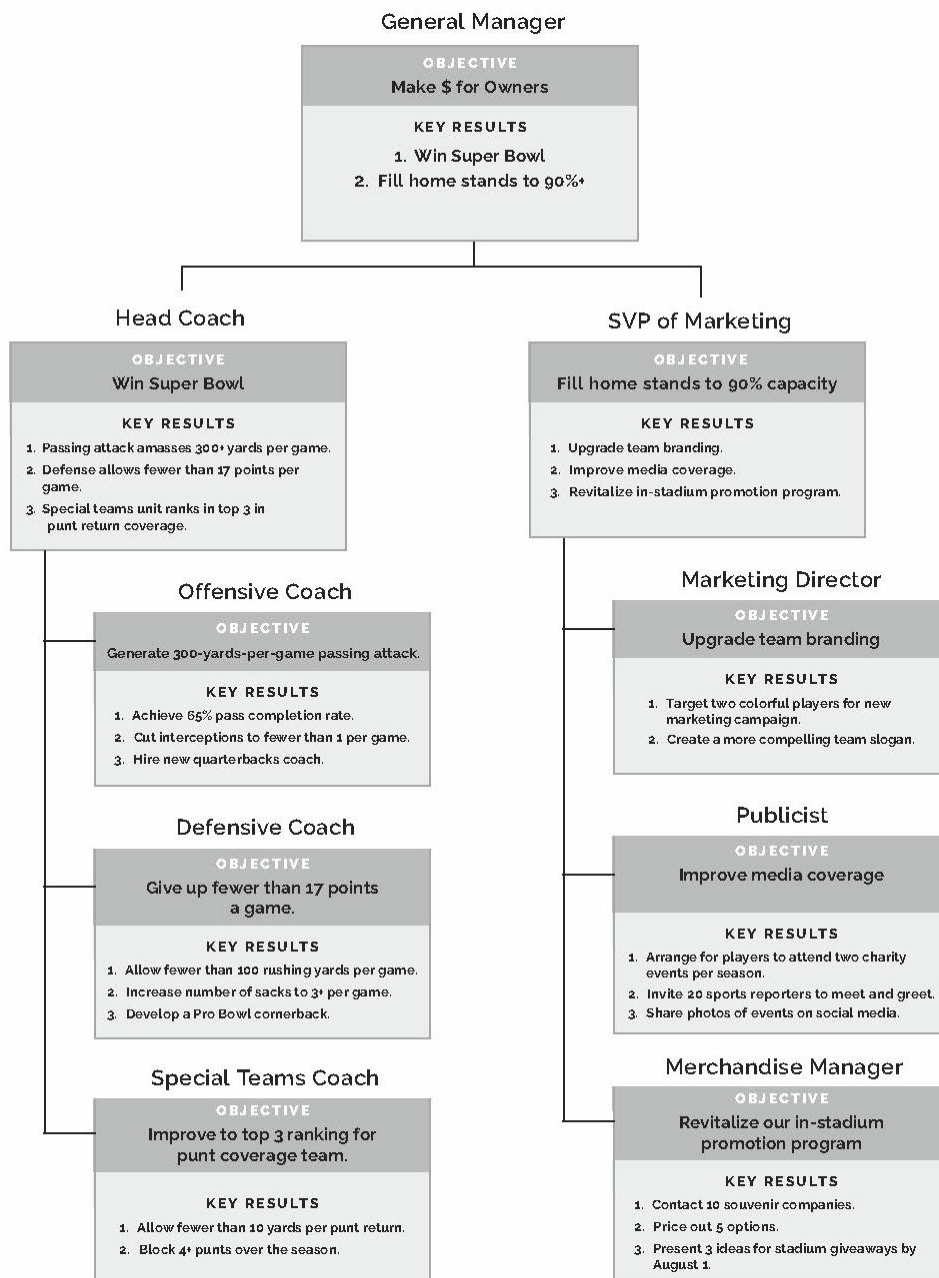 General Manager
OBJECTIVE
Make $ for Owners
KEY RESULTS
1. Win Super Bowl
2. Fill home stands to 90%+
Head Coach
OBJECTIVE
Win Super Bowl
KEY RESULTS
1. Passing attack amasses 300+ yards per game.
2. Defense allows fewer than 17 points per
game.
3. Special teams unit ranks in top 3 in
punt return coverage.
Offensive Coach
OBJECTIVE
Generate 300-yards-per-game passing attack.
KEY RESULTS
1. Achieve 65% pass completion rate.
2. Cut interceptions to fewer than 1 per game.
3. Hire new quarterbacks coach.
Defensive Coach
OBJECTIVE
Give up fewer than 17 points
a game.
KEY RESULTS
1. Allow fewer than 100 rushing yards per game.
2. Increase number of sacks to 3+ per game.
3. Develop a Pro Bowl cornerback.
Special Teams Coach
OBJECTIVE
Improve to top 3 ranking for
punt coverage team.
KEY RESULTS
1. Allow fewer than 10 yards per punt return.
2. Block 4+ punts over the season.
SVP of Marketing
OBJECTIVE
Fill home stands to 90% capacity
KEY RESULTS
1. Upgrade team branding.
2. Improve media coverage.
3. Revitalize in-stadium promotion program.
Marketing Director
OBJECTIVE
Upgrade team branding
KEY RESULTS
1. Target two colorful players for new
marketing campaign.
2. Create a more compelling team slogan.
Publicist
OBJECTIVE
Improve media coverage
KEY RESULTS
1. Arrange for players to attend two charity
events per season.
2. Invite 20 sports reporters to meet and greet.
3. Share photos of events on social media.
Merchandise Manager
OBJECTIVE
Revitalize our in-stadium
promotion program
KEY RESULTS
1. Contact 10 souvenir companies.
2. Price out 5 options.
3. Present 3 ideas for stadium giveaways by
August 1.